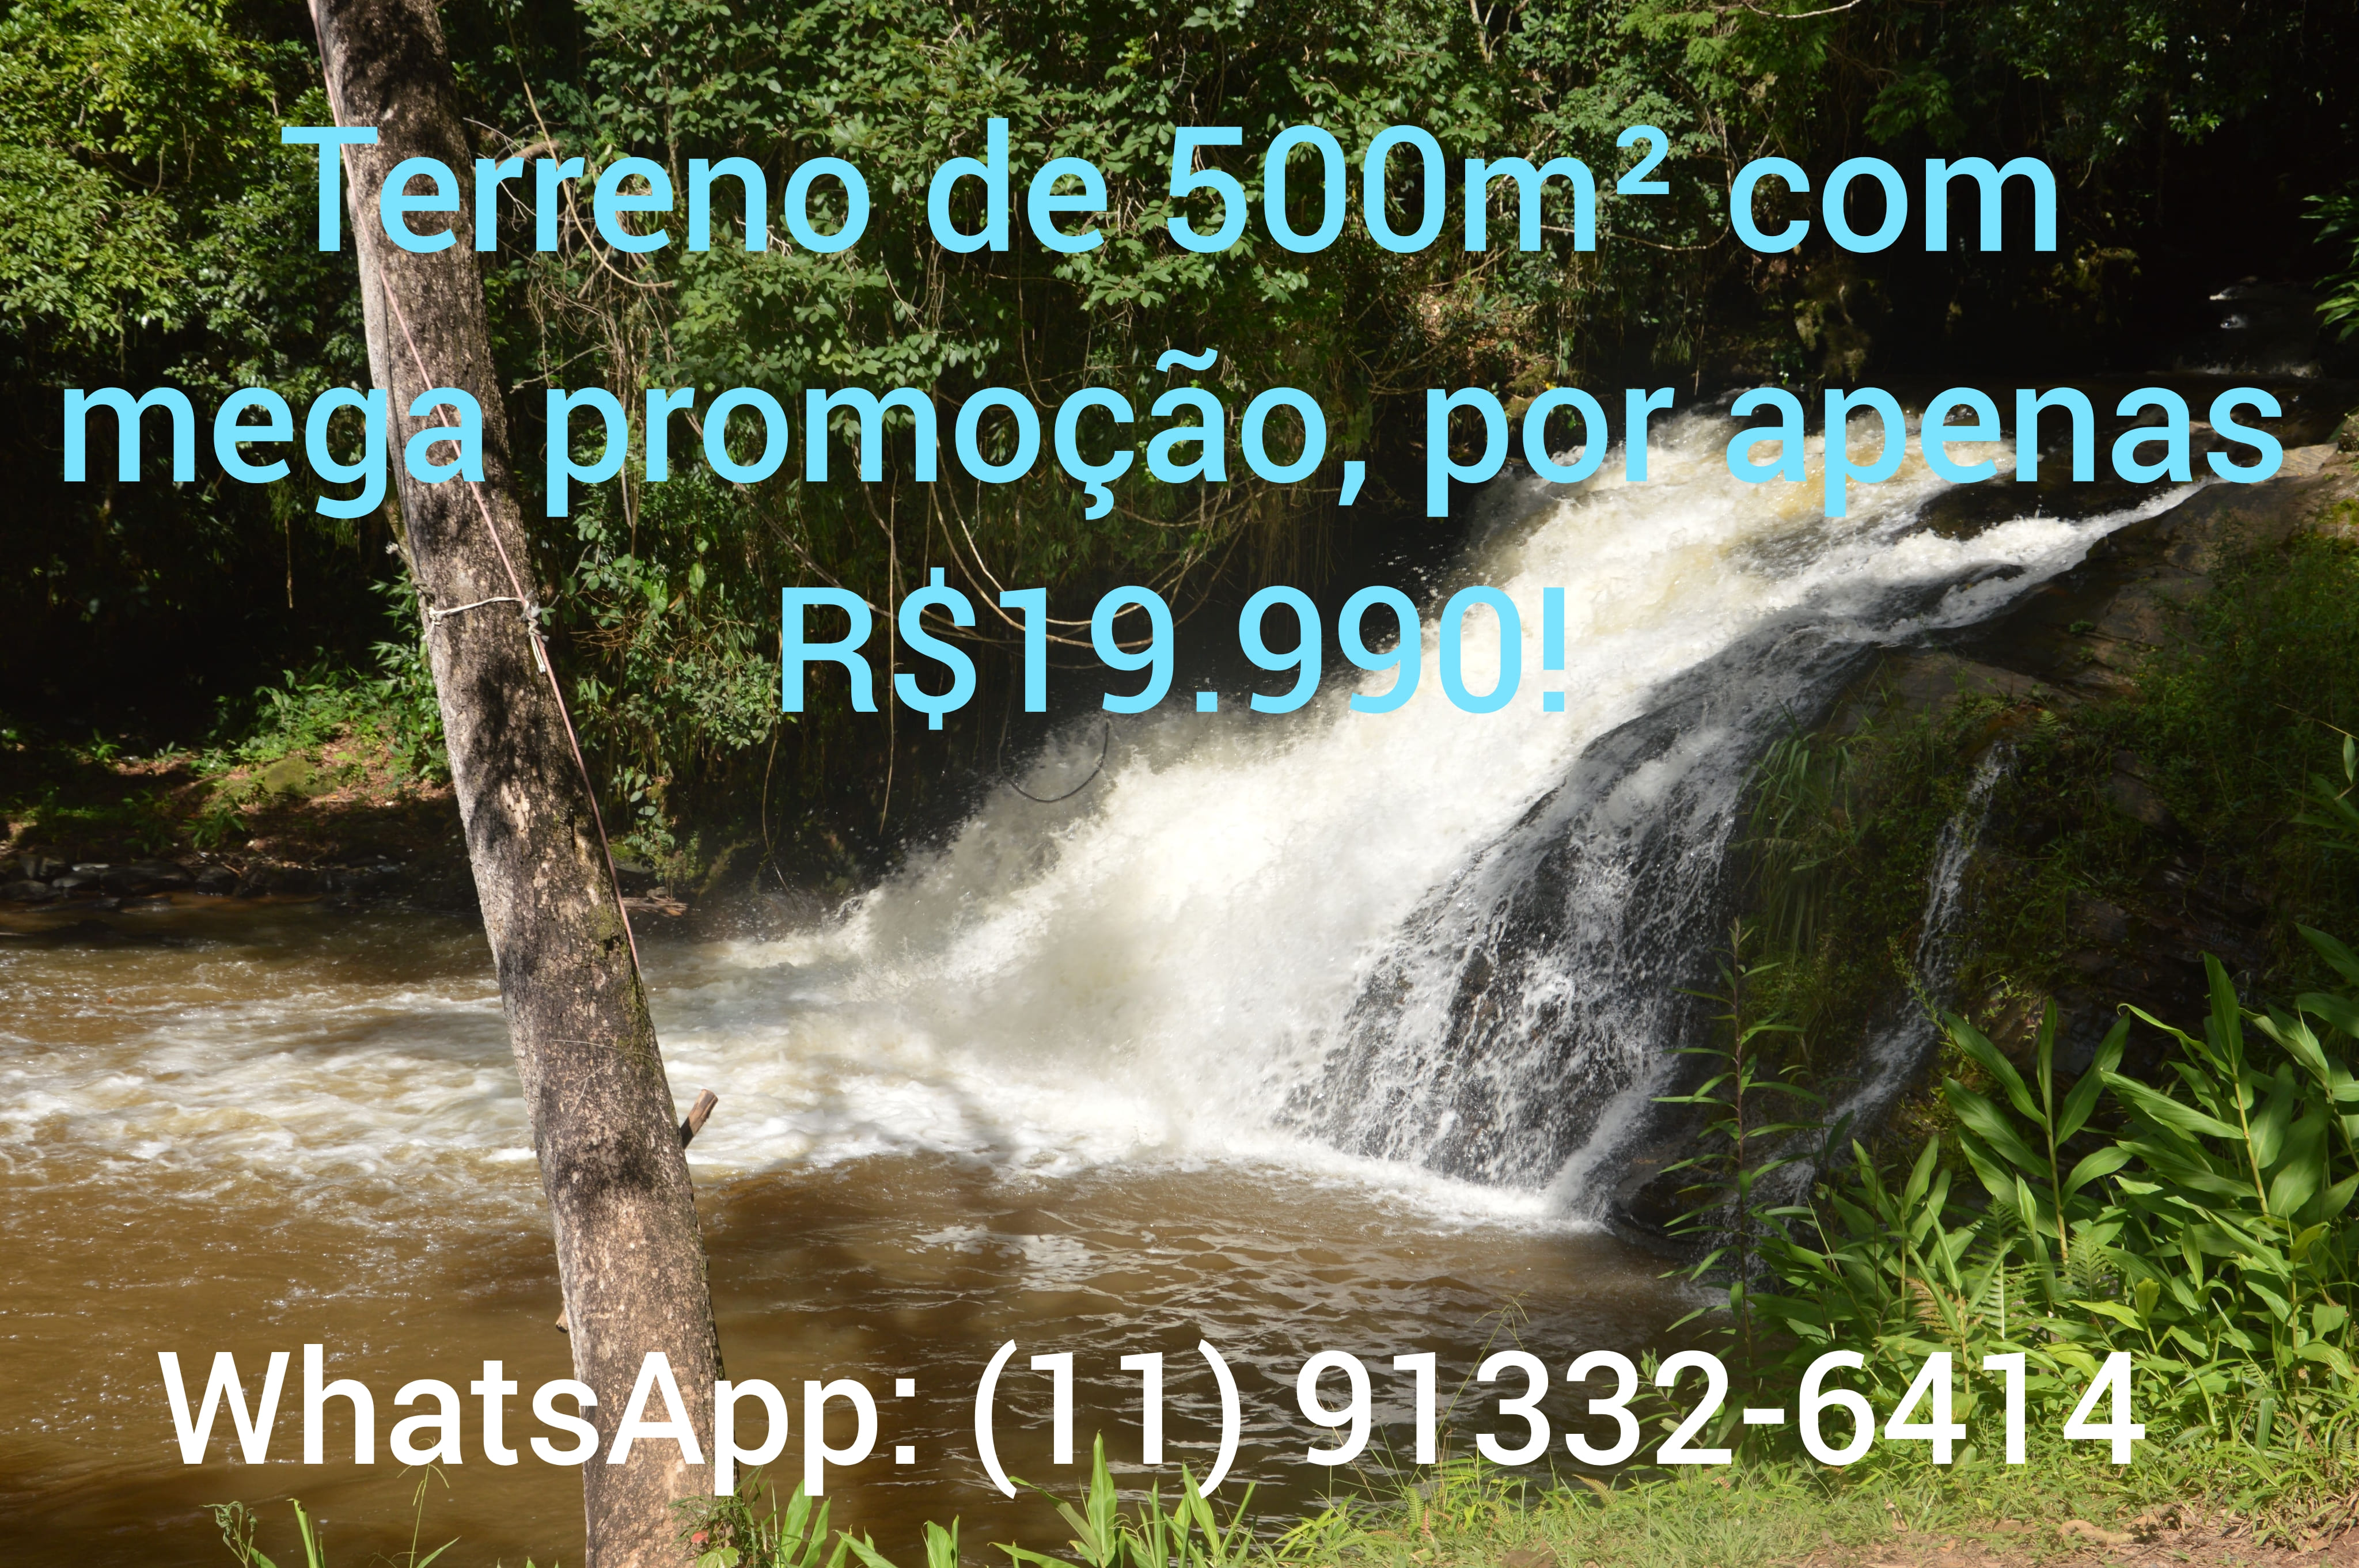 Terreno de 500m² com
mega promoção, por apenas
R$19.990!
WhatsApp: (11) 91332-6414